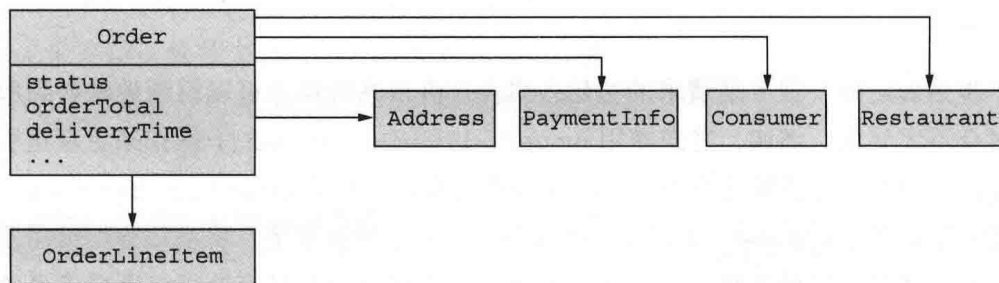 Order
status
orderTotal
deliveryTime
...
Address
PaymentInfo
Consumer
Restaurant
OrderLineItem